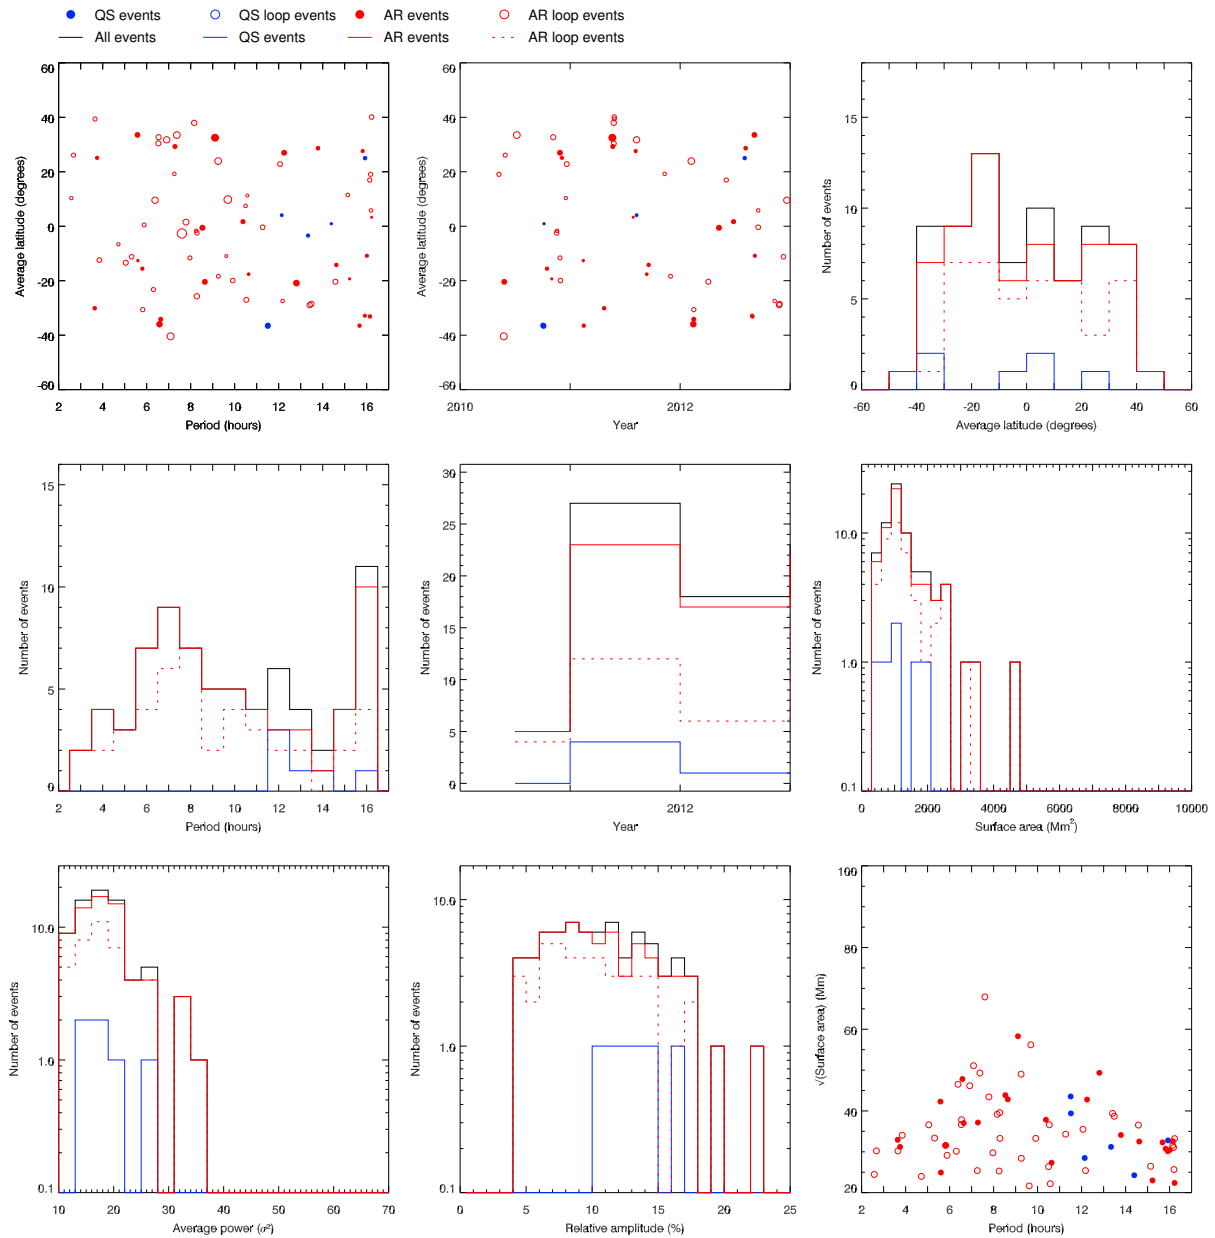 QS events QS loop events AR events AR loop events
All events QS events AR events AR loop events
60
40
20
0
-20
-40
-60
Average latitude (degrees)
2 4 6 8 10 12 14 16
Period (hours)
60
40
20
0
-20
-40
-60
Average latitude (degrees)
2010 2012
Year
15
10
5
0
Number of events
-60 -40 -20 0 20 40 60
Average latitude (degrees)
15
10
5
0
Number of events
2 4 6 8 10 12 14 16
Period (hours)
30
25
20
15
10
5
0
Number of events
2012
Year
10.0
1.0
0.1
Number of events
0 2000 4000 6000 8000 10000
Surface area (Mm²)
10.0
1.0
0.1
Number of events
10 20 30 40 50 60 70
Average power (σ²)
10.0
1.0
0.1
Number of events
0 5 10 15 20 25
Relative amplitude (%)
100
80
60
40
20
√(Surface area) (Mm)
2 4 6 8 10 12 14 16
Period (hours)